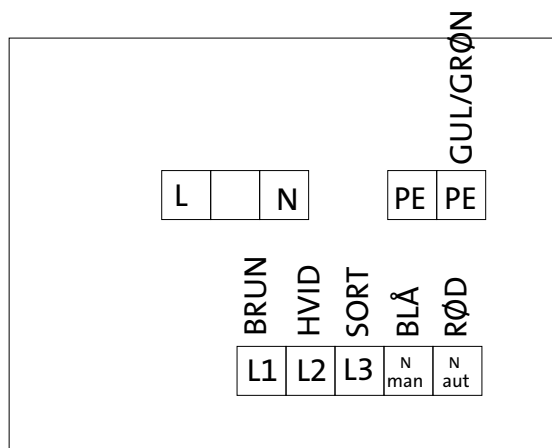 GUL/GRØN
L N PE PE
BRUN HVID SORT BLÅ RØD
L1 L2 L3 N man N aut